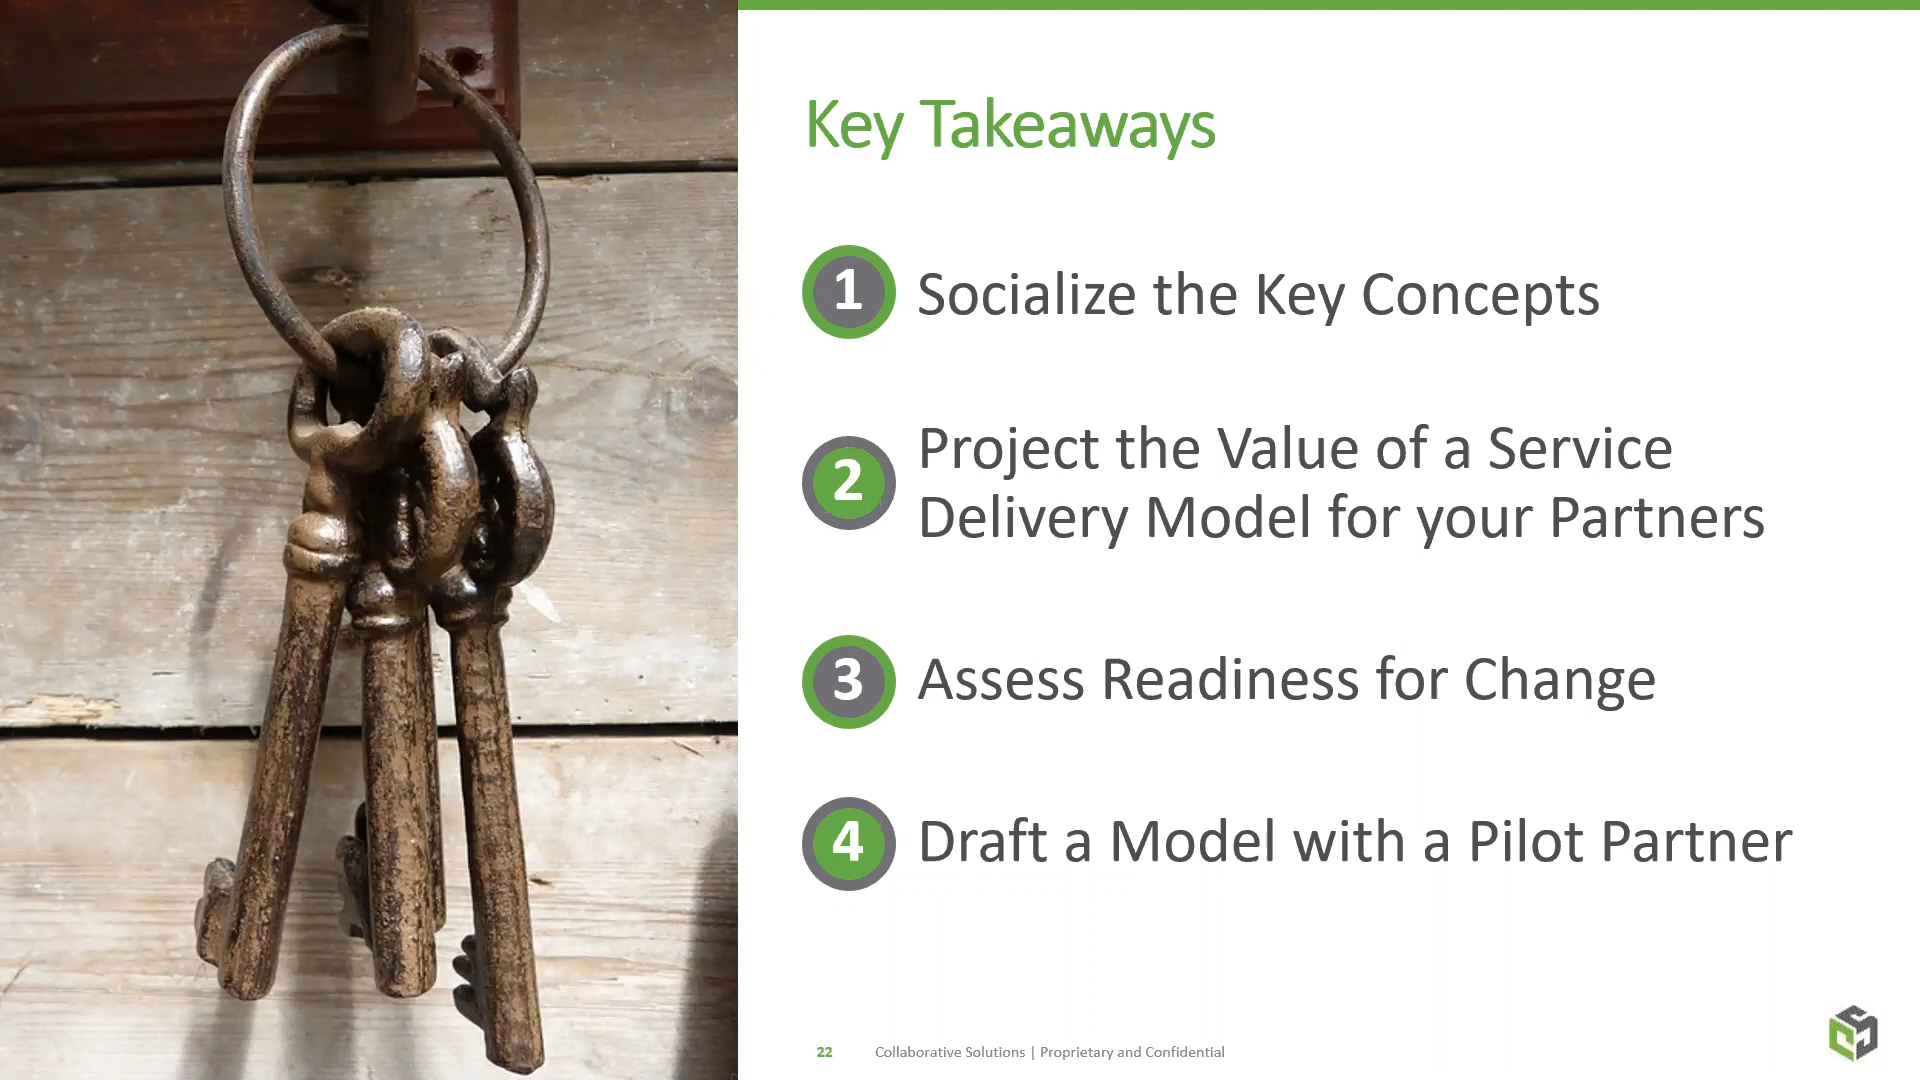 Key Takeaways
1 Socialize the Key Concepts
2 Project the Value of a Service
Delivery Model for your Partners
3 Assess Readiness for Change
4 Draft a Model with a Pilot Partner
22 Collaborative Solutions | Proprietary and Confidential